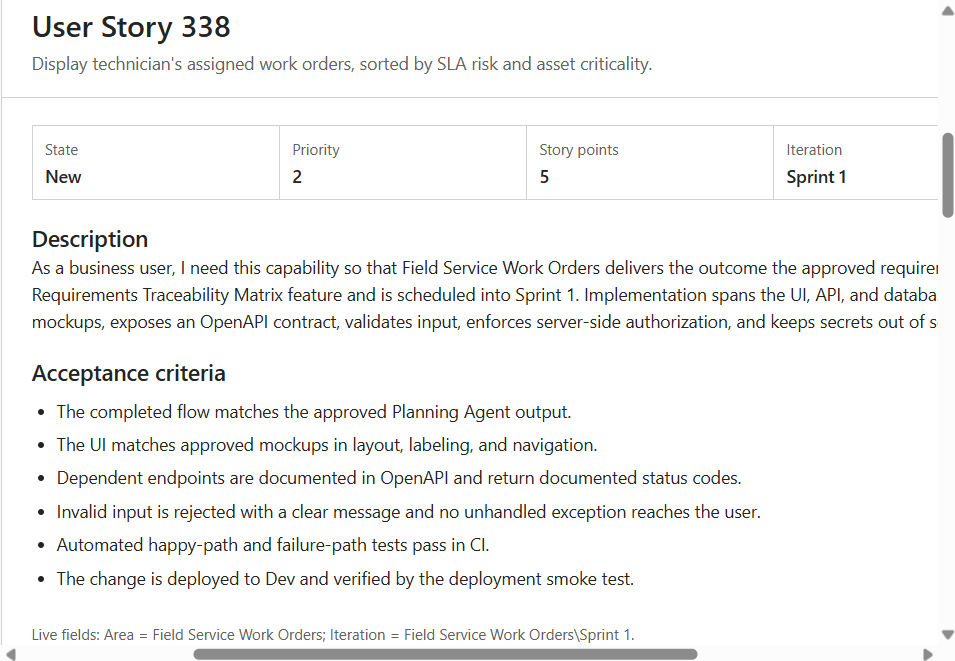 User Story 338
Display technician's assigned work orders, sorted by SLA risk and asset criticality.
State
New
Priority
2
Story points
5
Iteration
Sprint 1
Description
As a business user, I need this capability so that Field Service Work Orders delivers the outcome the approved
Requirements Traceability Matrix feature and is scheduled into Sprint 1. Implementation spans the UI, API, and
mockups, exposes an OpenAPI contract, validates input, enforces server-side authorization, and keeps secrets out of
Acceptance criteria
• The completed flow matches the approved Planning Agent output.
• The UI matches approved mockups in layout, labeling, and navigation.
• Dependent endpoints are documented in OpenAPI and return documented status codes.
• Invalid input is rejected with a clear message and no unhandled exception reaches the user.
• Automated happy-path and failure-path tests pass in CI.
• The change is deployed to Dev and verified by the deployment smoke test.
Live fields: Area = Field Service Work Orders; Iteration = Field Service Work Orders\Sprint 1.